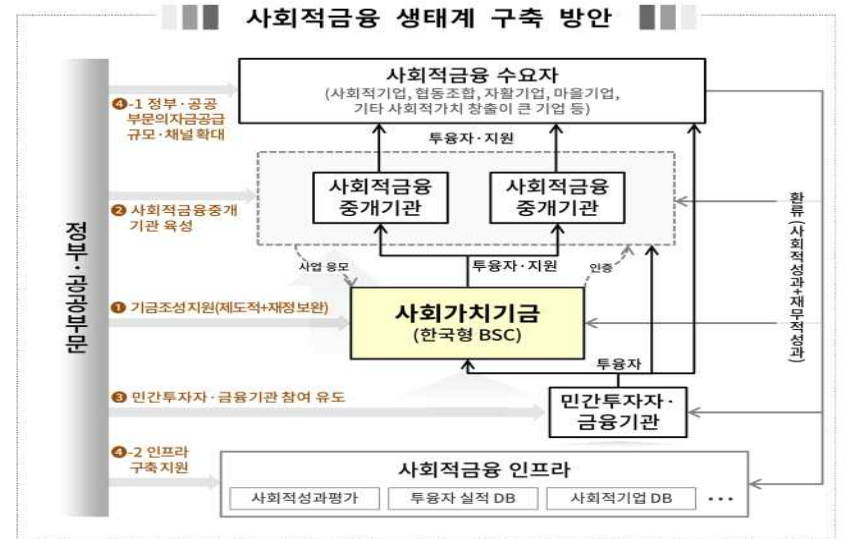 사회적금융 생태계 구축 방안
정부·공공부문
사회적금융 수요자
(사회적기업, 협동조합, 자활기업, 마을기업,
기타 사회적가치 창출이 큰 기업 등)
❹-1 정부·공공
부문의자금공급
규모·채널 확대
투융자·지원
사회적금융
중개기관
사회적금융
중개기관
❷ 사회적금융중개
기관 육성
환류 (사회적성과+재무적성과)
사업 응모
투융자·지원
인증
❶ 기금조성지원(제도적+재정보완)
사회가치기금
(한국형 BSC)
투융자
❸ 민간투자자·금융기관 참여 유도
민간투자자·
금융기관
❹-2 인프라
구축 지원
사회적금융 인프라
사회적성과평가
투융자 실적 DB
사회적기업 DB
···